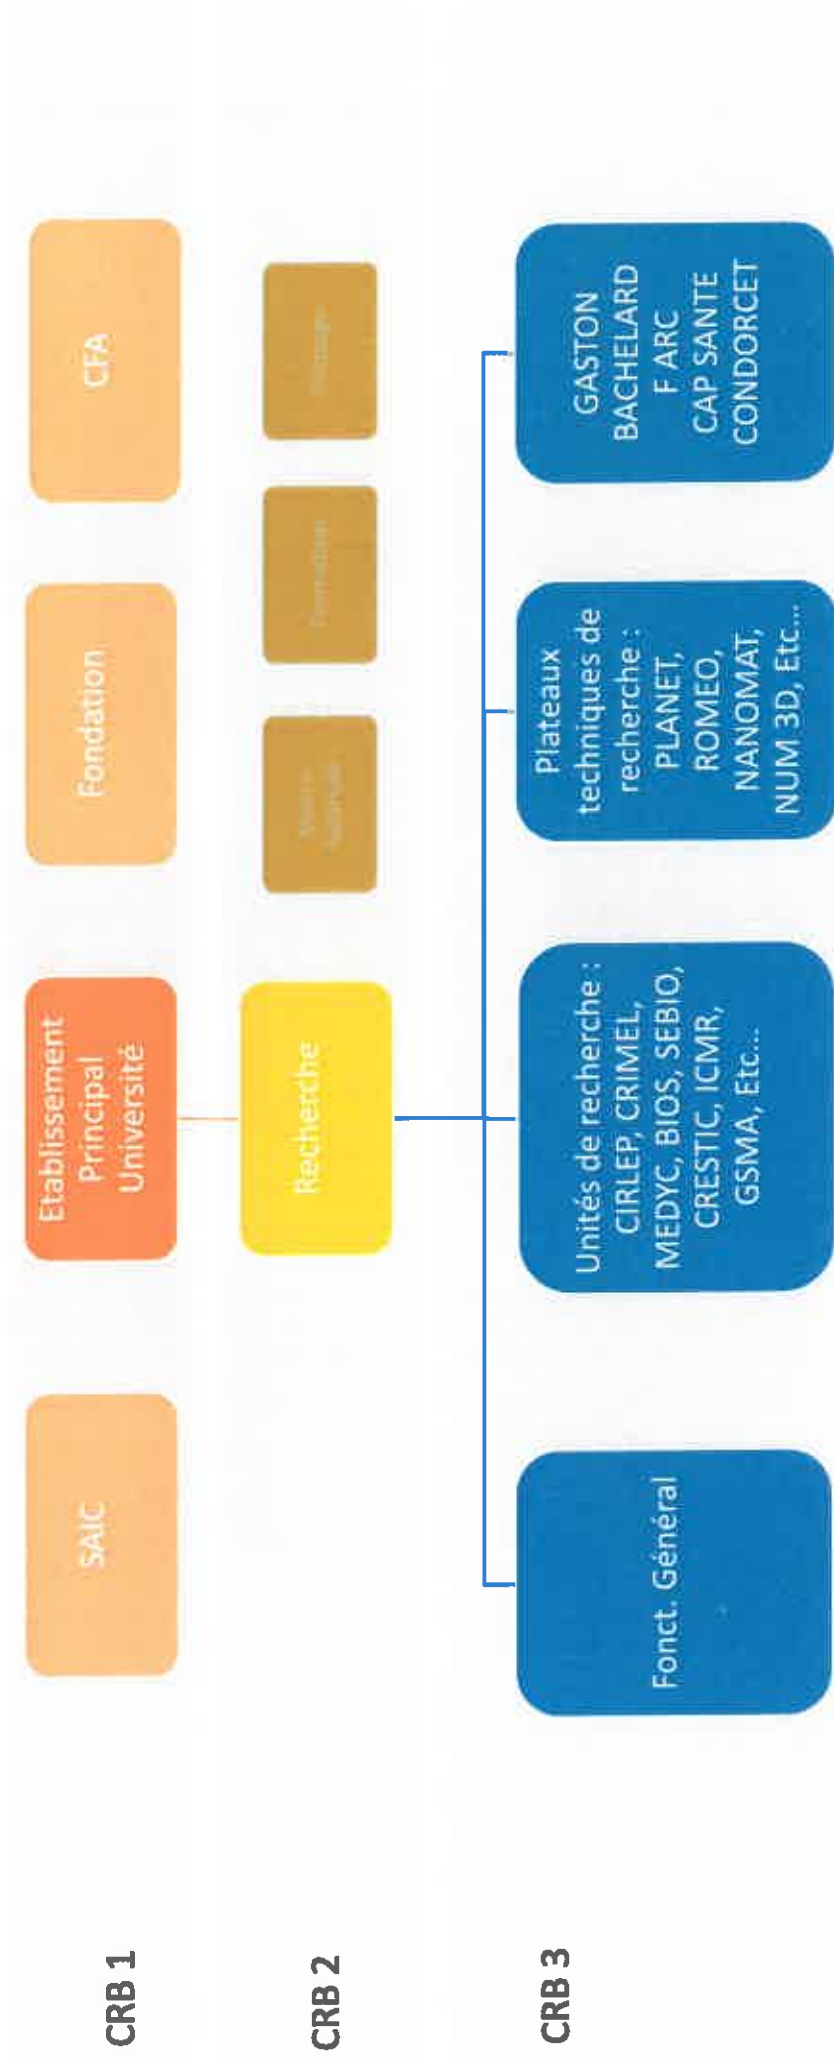 CRB 1
SAIC
Etablissement
Principal
Université
Fondation
CFA
CRB 2
Recherche
Formation
CRB 3
Fonct. Général
Unités de recherche :
CIRLEP, CRIMEL,
MEDYC, BIOS, SEBIO,
CRESTIC, ICMR,
GSMA, Etc...
Plateaux
techniques de
recherche :
PLANET,
ROMEO,
NANOMAT,
NUM 3D, Etc...
GASTON
BACHELARD
F ARC
CAP SANTE
CONDORCET